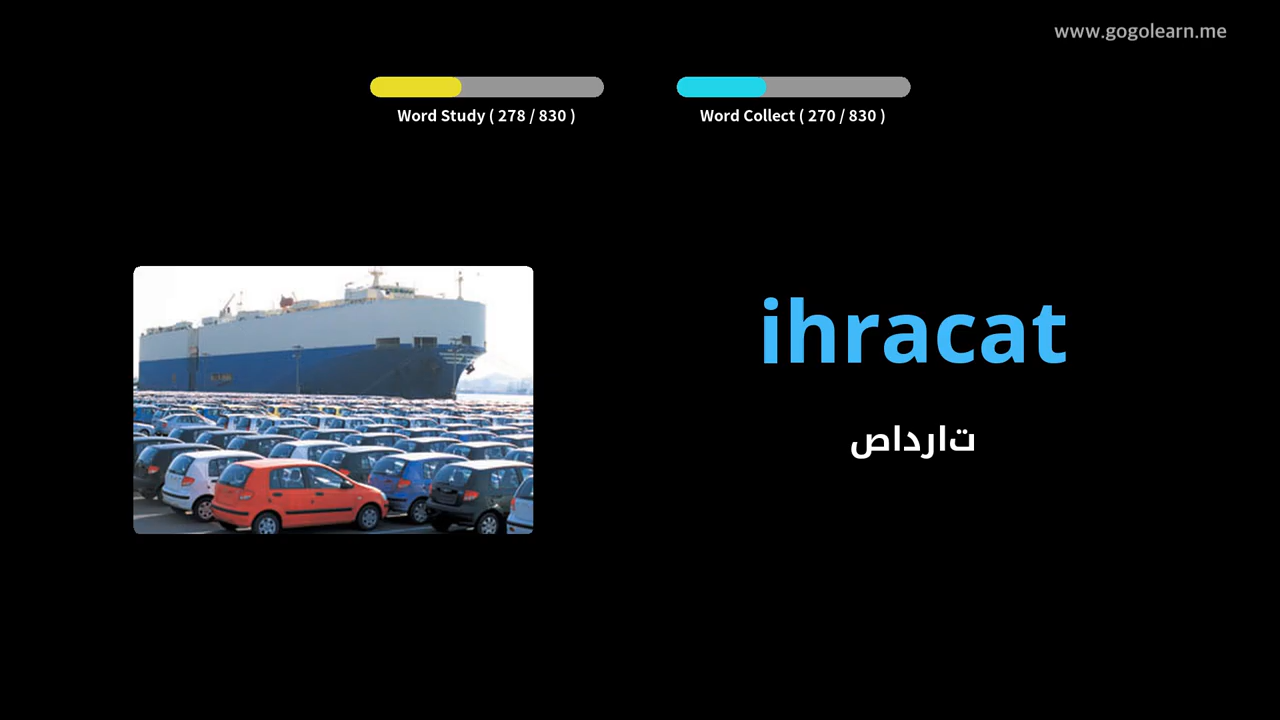 www.gogolearn.me
Word Study ( 278 / 830 )
Word Collect ( 270 / 830 )
ihracat
تارداص